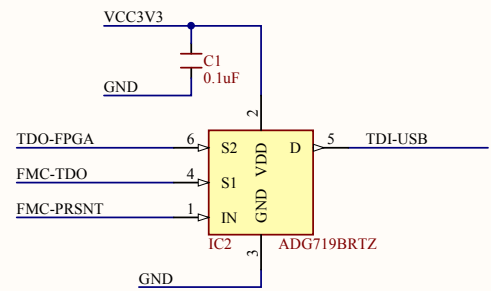 VCC3V3
C1
0.1uF
GND
2
TDO-FPGA 6 S2 VDD D 5 TDI-USB
FMC-TDO 4 S1
FMC-PRSNT 1 IN GND
IC2 3 ADG719BRTZ
GND